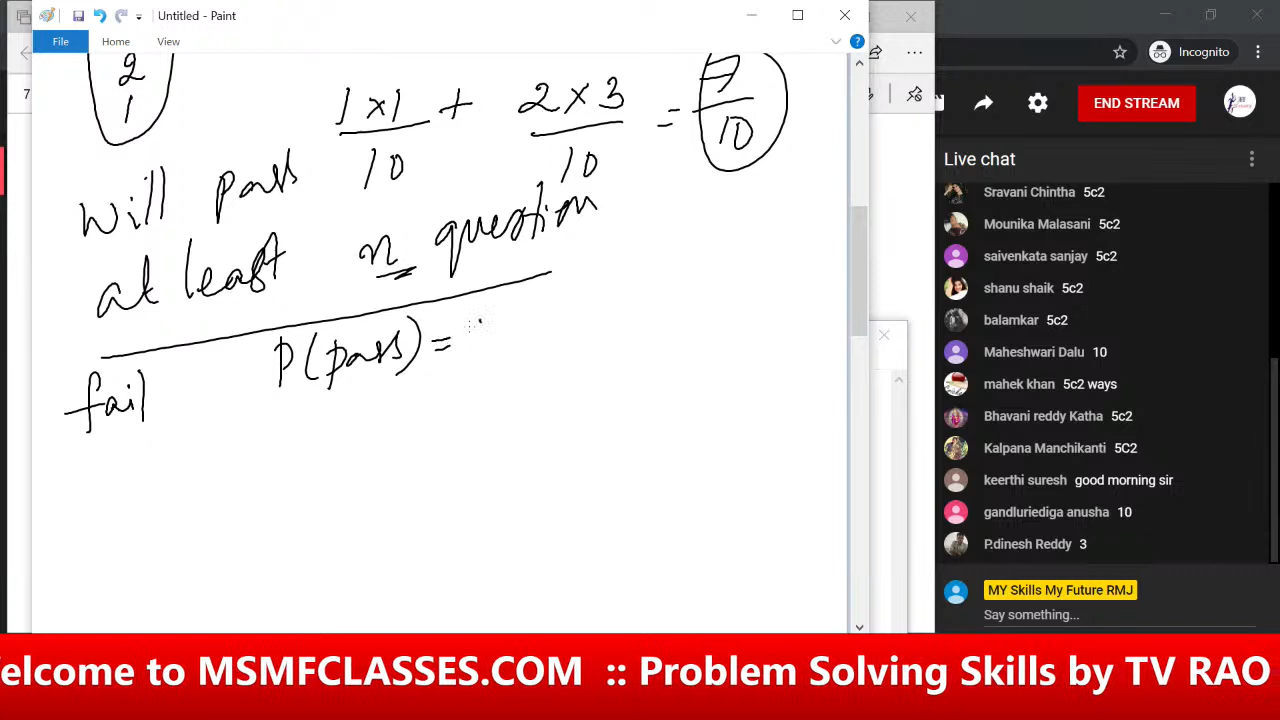 Untitled - Paint
File Home View
Incognito
2
1
1 x 1 + 2 x 3 = 7
10 10 10
Will pass
at least n question
P(pass) =
fail
7
END STREAM
Live chat
Sravani Chintha 5c2
Mounika Malasani 5c2
saivenkata sanjay 5c2
shanu shaik 5c2
balamkar 5c2
Maheshwari Dalu 10
mahek khan 5c2 ways
Bhavani reddy Katha 5c2
Kalpana Manchikanti 5C2
keerthi suresh good morning sir
gandluriediga anusha 10
P.dinesh Reddy 3
MY Skills My Future RMJ
Say something...
elcome to MSMFCLASSES.COM :: Problem Solving Skills by TV RAO